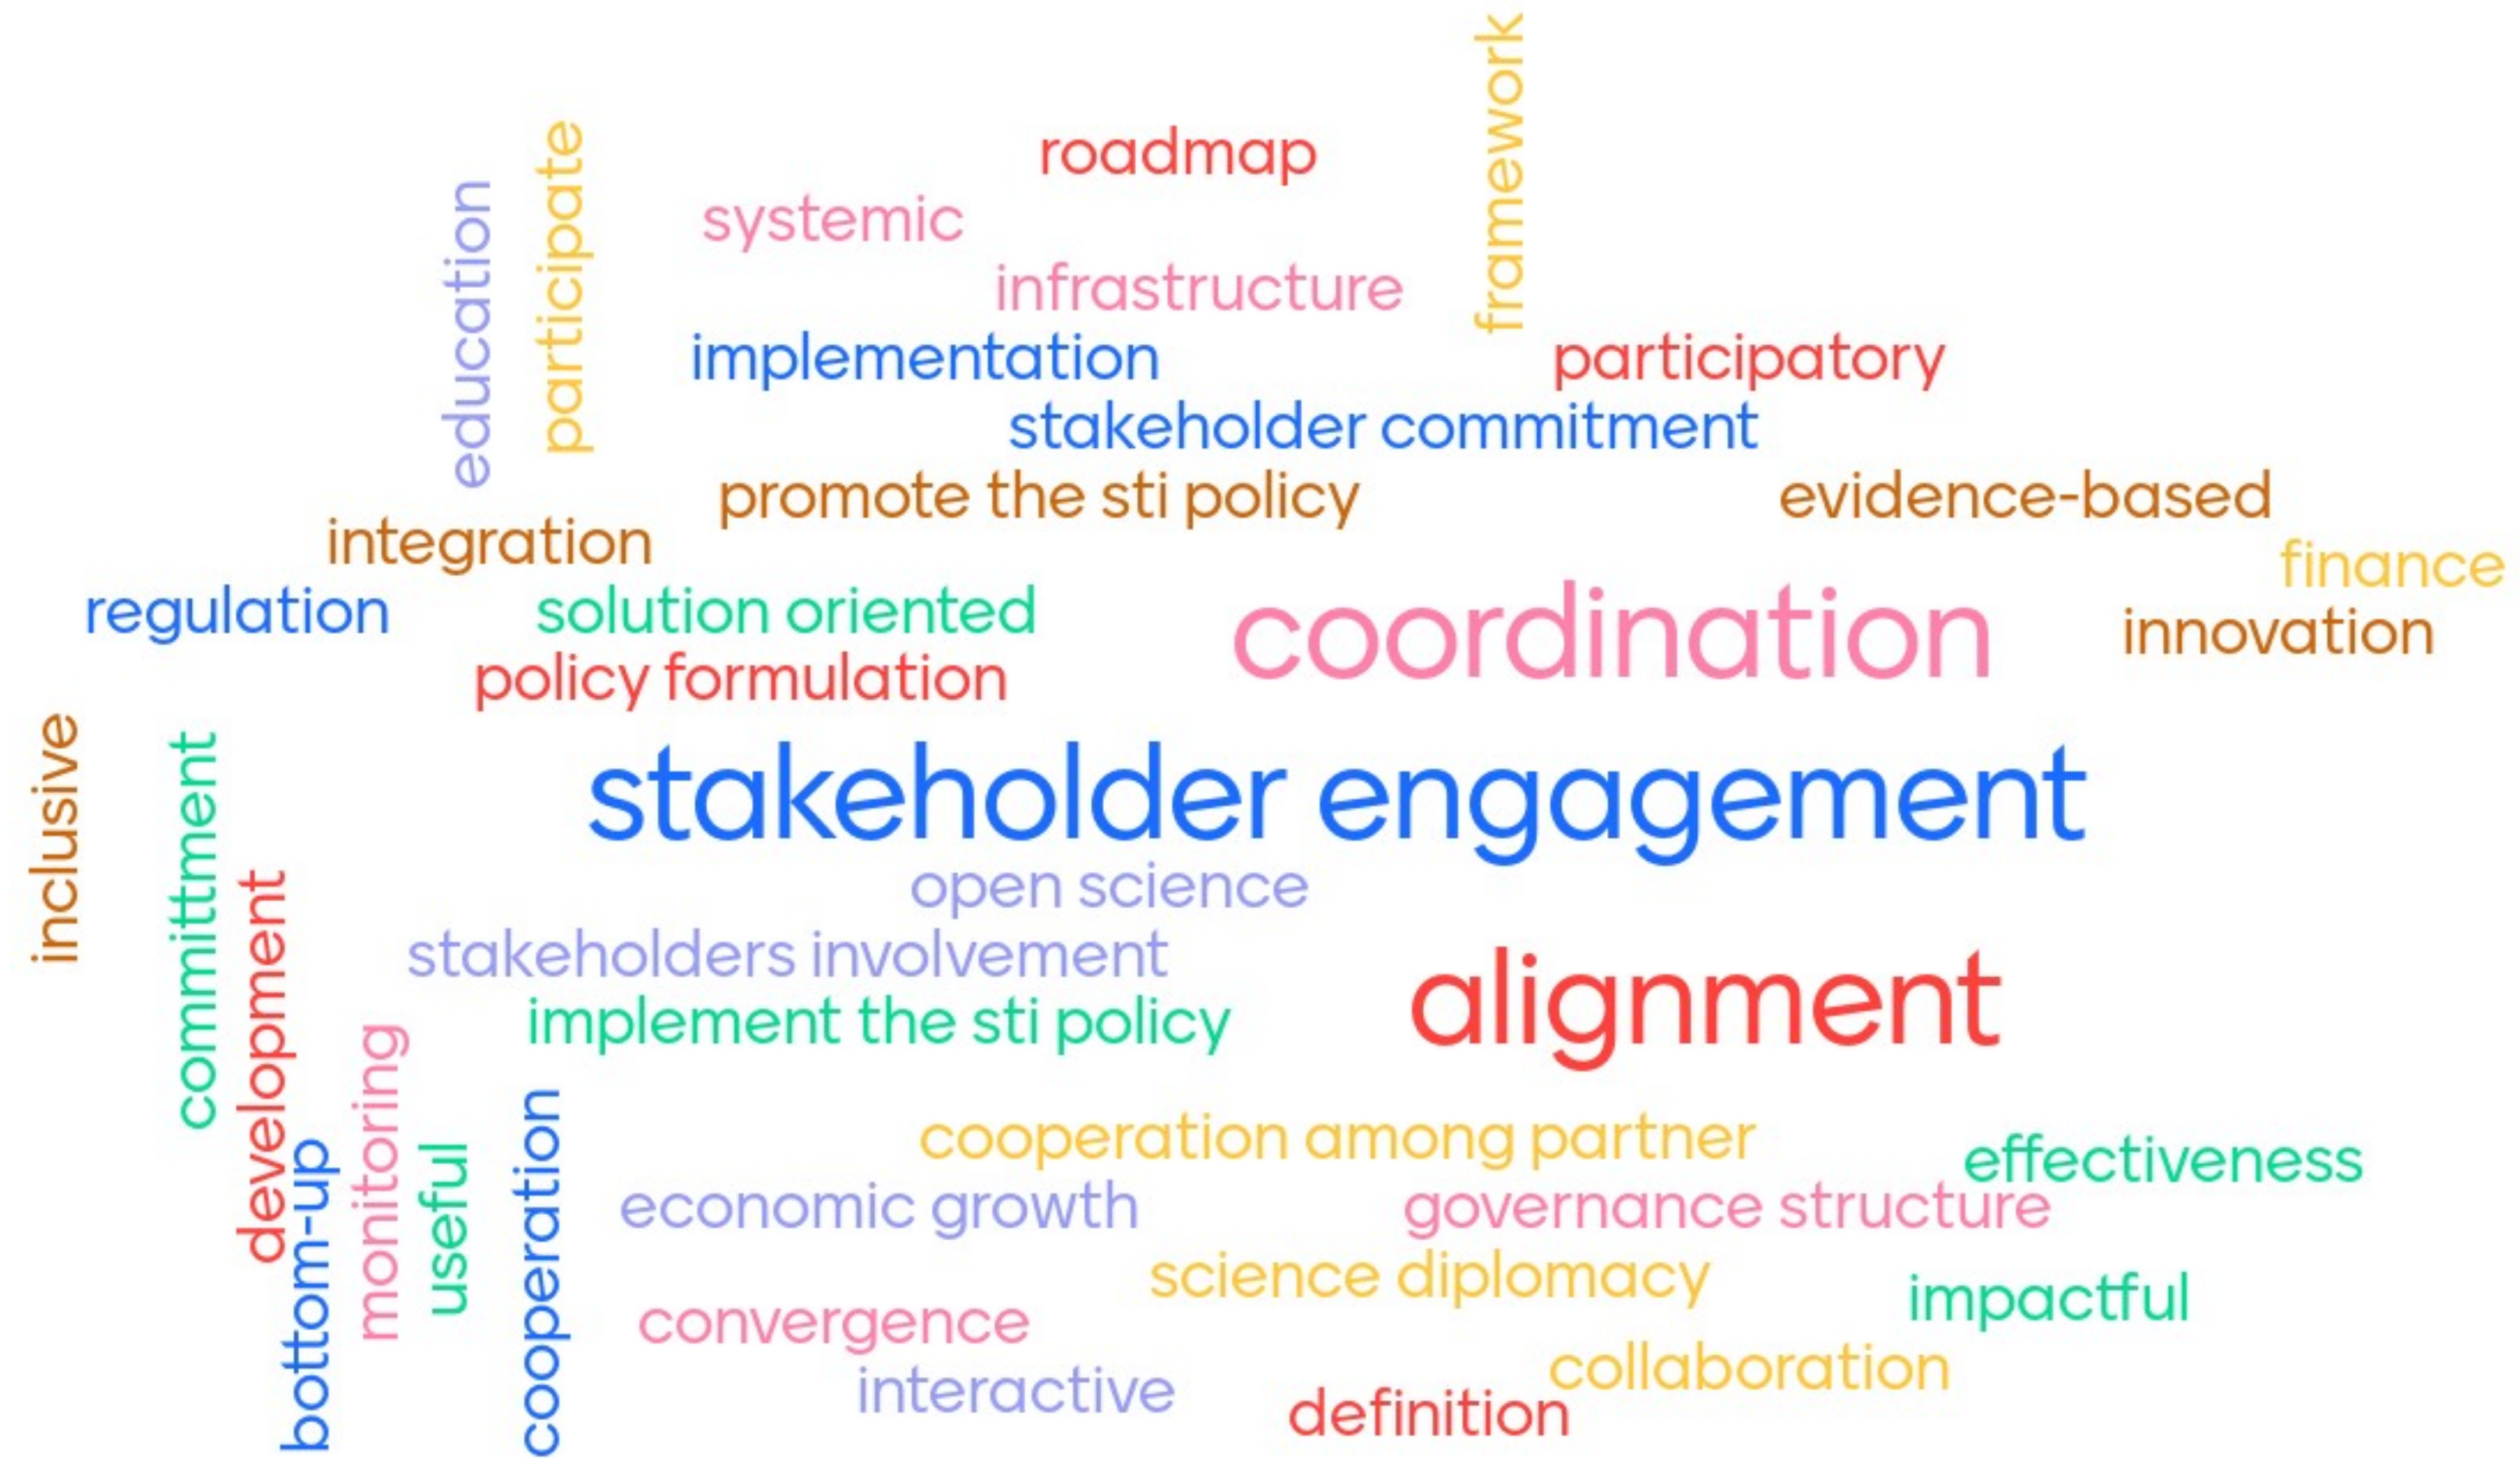 framework
roadmap
participate
education
systemic
infrastructure
implementation
participatory
stakeholder commitment
promote the sti policy
evidence-based
integration
finance
regulation
solution oriented
coordination
innovation
policy formulation
inclusive
committment
stakeholder engagement
open science
development
stakeholders involvement
alignment
implement the sti policy
monitoring
cooperation
cooperation among partner
bottom-up
useful
effectiveness
economic growth
governance structure
science diplomacy
impactful
convergence
collaboration
interactive
definition